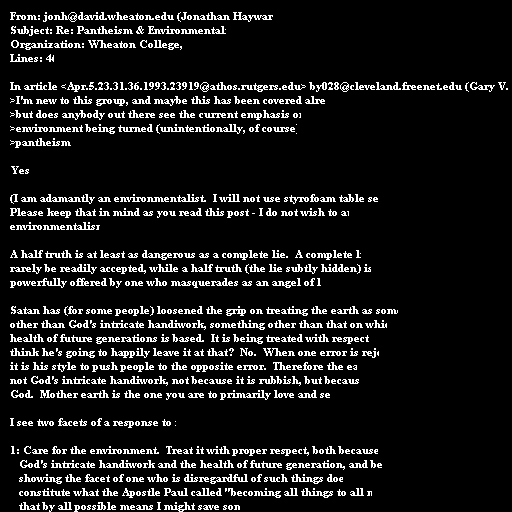 From: jonh@david.wheaton.edu (Jonathan Haywar
Subject: Re: Pantheism & Environmental
Organization: Wheaton College,
Lines: 4
In article <Apr.5.23.31.36.1993.23919@athos.rutgers.edu> by028@cleveland.freenet.edu (Gary V.
>I'm new to this group, and maybe this has been covered alre
>but does anybody out there see the current emphasis
>environment being turned (unintentionally, of course)
>pantheism
Yes
(I am adamantly an environmentalist.  I will not use styrofoam table se
Please keep that in mind as you read this post - I do not wish to
environmentalis
A half truth is at least as dangerous as a complete lie.  A complete
rarely be readily accepted, while a half truth (the lie subtly hidden) is
powerfully offered by one who masquerades as an angel of
Satan has (for some people) loosened the grip on treating the earth as som
other than God's intricate handiwork, something other than that on whi
health of future generations is based.  It is being treated with respect
think he's going to happily leave it at that?  No.  When one error is rej
it is his style to push people to the opposite error.  Therefore the ea
not God's intricate handiwork, not because it is rubbish, but becaus
God.  Mother earth is the one you are to primarily love and se
I see two facets of a response to
1: Care for the environment.  Treat it with proper respect, both because
God's intricate handiwork and the health of future generation, and be
showing the facet of one who is disregardful of such things doe
constitute what the Apostle Paul called "becoming all things to all
that by all possible means I might save som